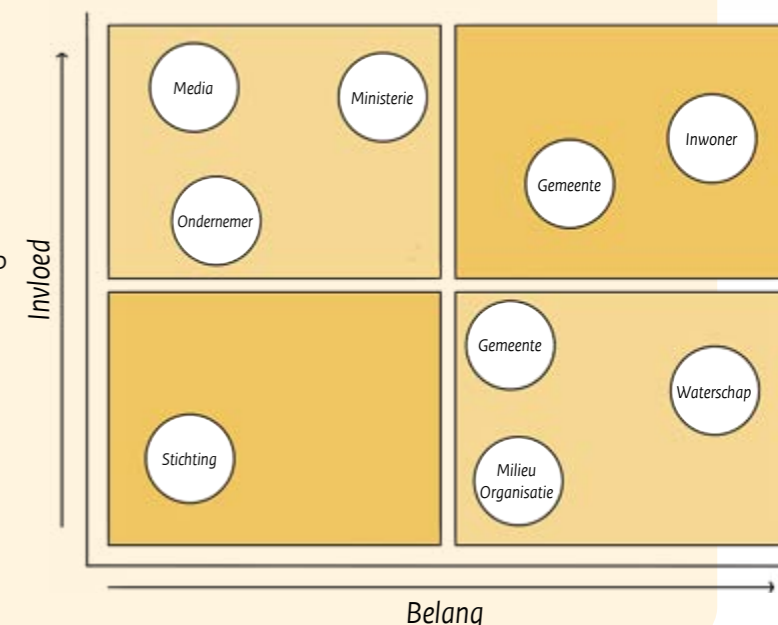 Media
Ministerie
Inwoner
Gemeente
Ondernemer
Invloed
Gemeente
Waterschap
Stichting
Milieu
Organisatie
Belang